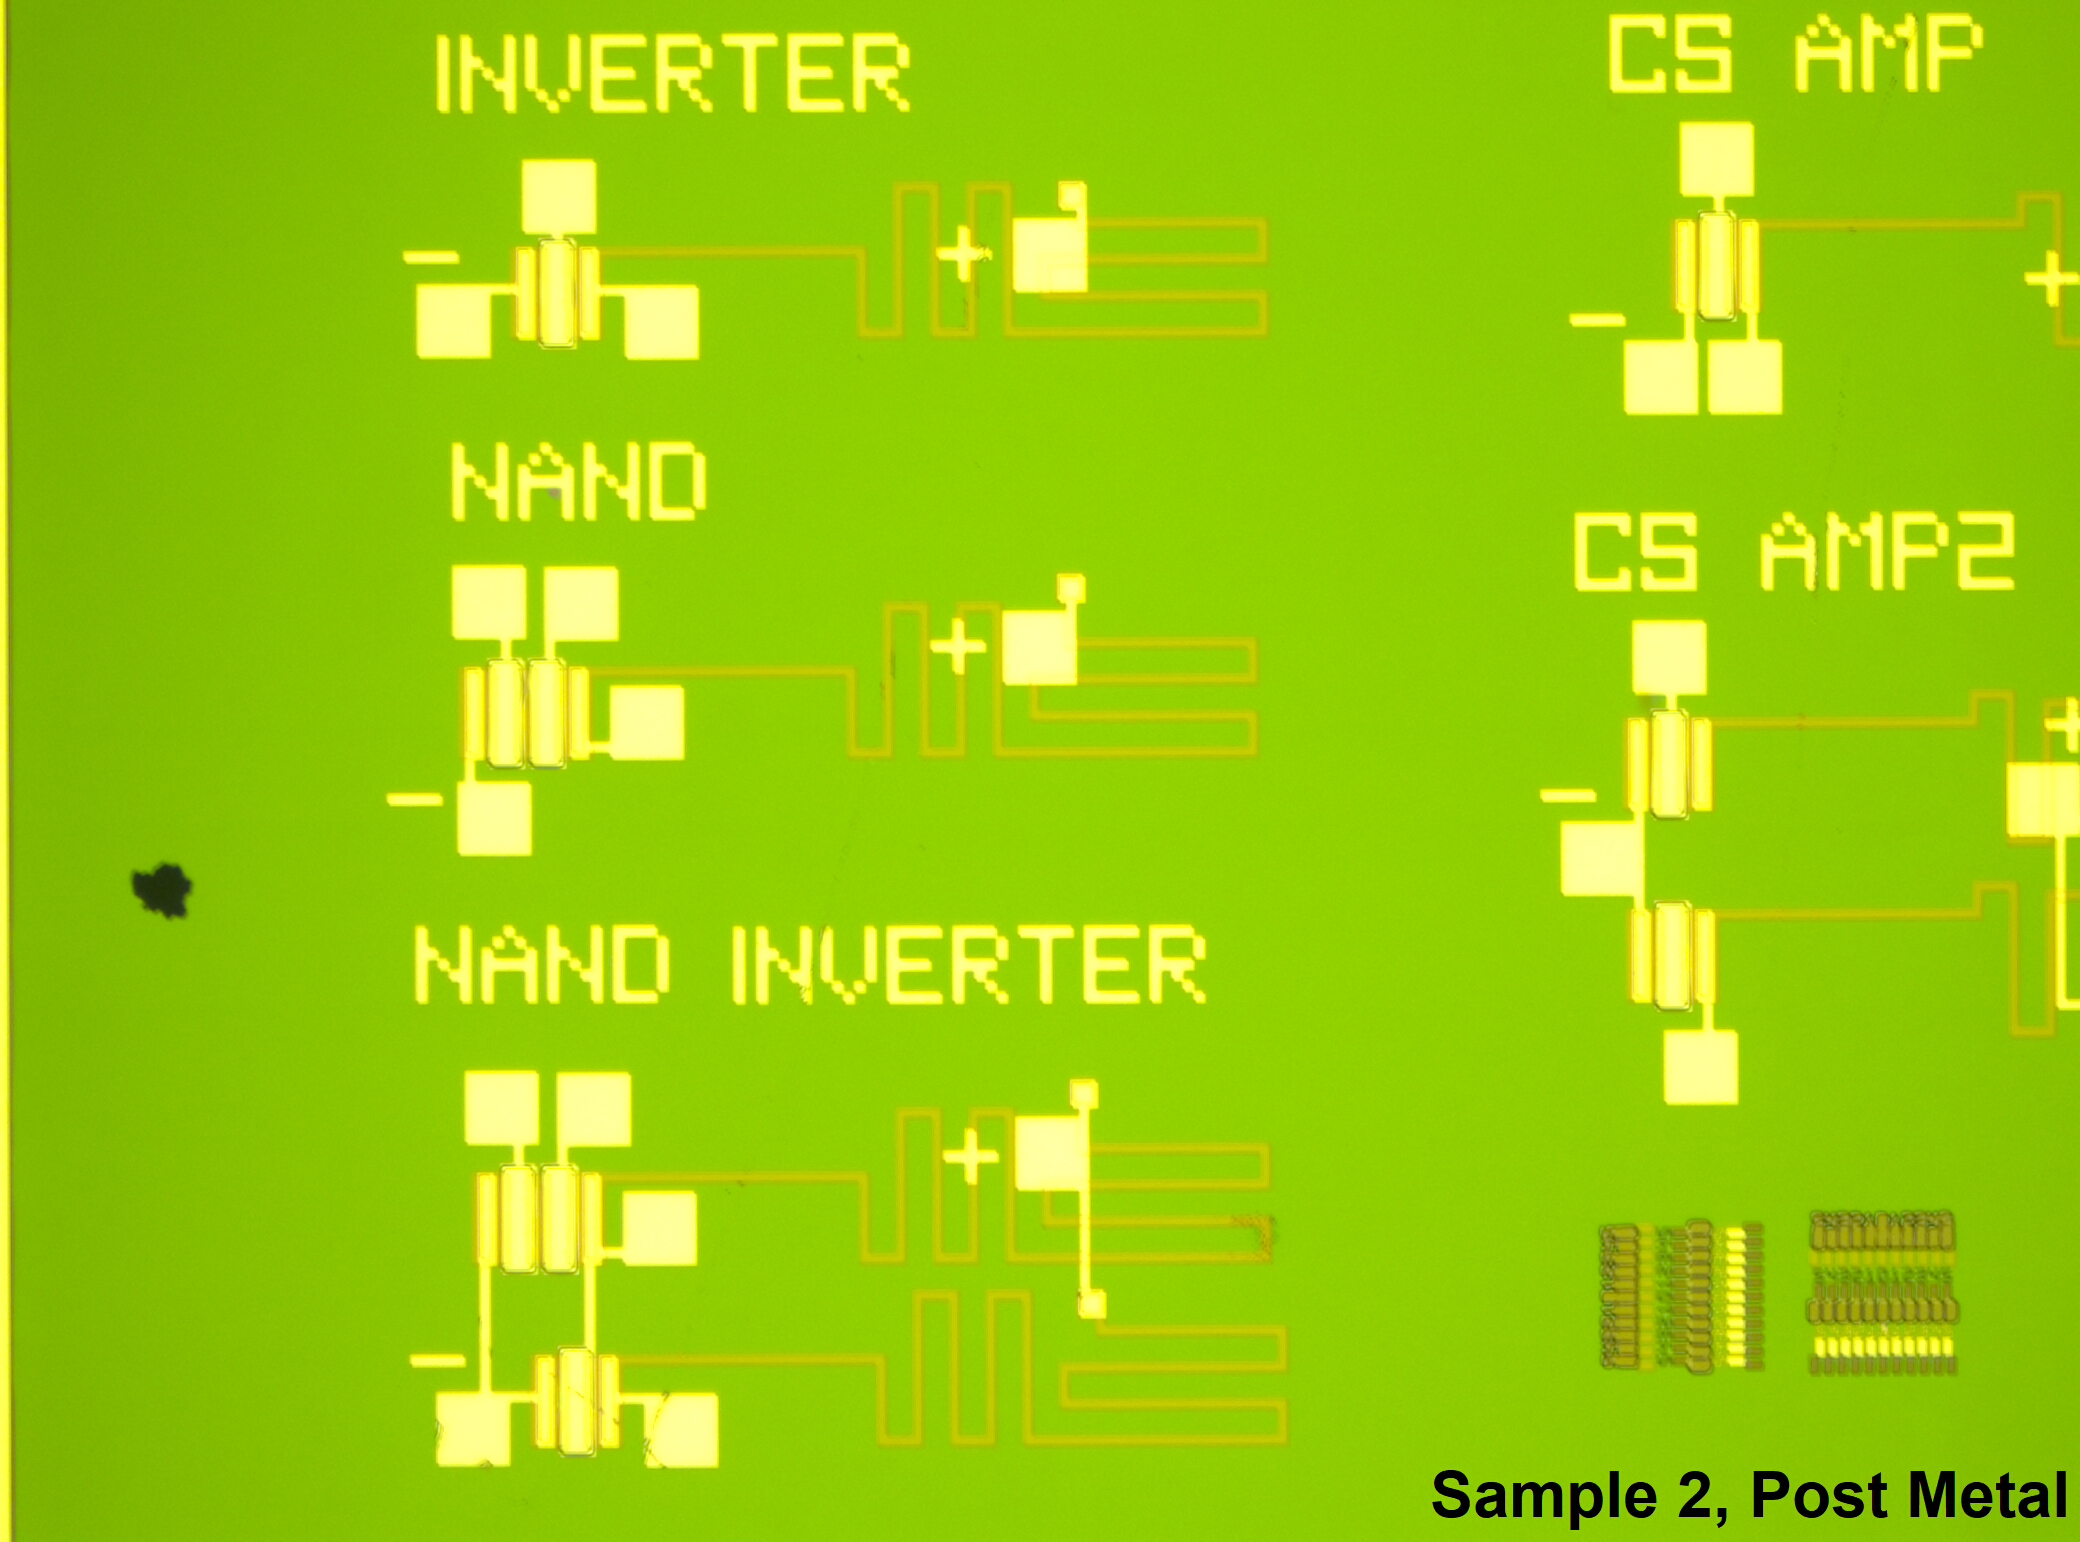 INVERTER
CS AMP
NAND
CS AMP2
NAND INVERTER
Sample 2, Post Metal